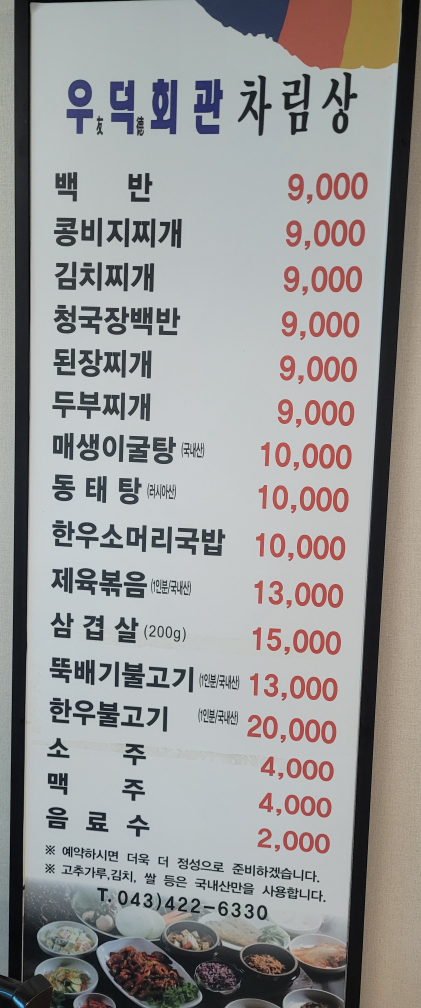 우友덕德회관 차림상
백반 9,000
콩비지찌개 9,000
김치찌개 9,000
청국장백반 9,000
된장찌개 9,000
두부찌개 9,000
매생이굴탕 (국내산) 10,000
동태탕 (러시아산) 10,000
한우소머리국밥 10,000
제육볶음 (1인분/국내산) 13,000
삼겹살 (200g) 15,000
뚝배기불고기 (1인분/국내산) 13,000
한우불고기 (1인분/국내산) 20,000
소주 4,000
맥주 4,000
음료수 2,000
※ 예약하시면 더욱 더 정성으로 준비하겠습니다.
※ 고추가루,김치, 쌀 등은 국내산만을 사용합니다.
T. 043)422-6330